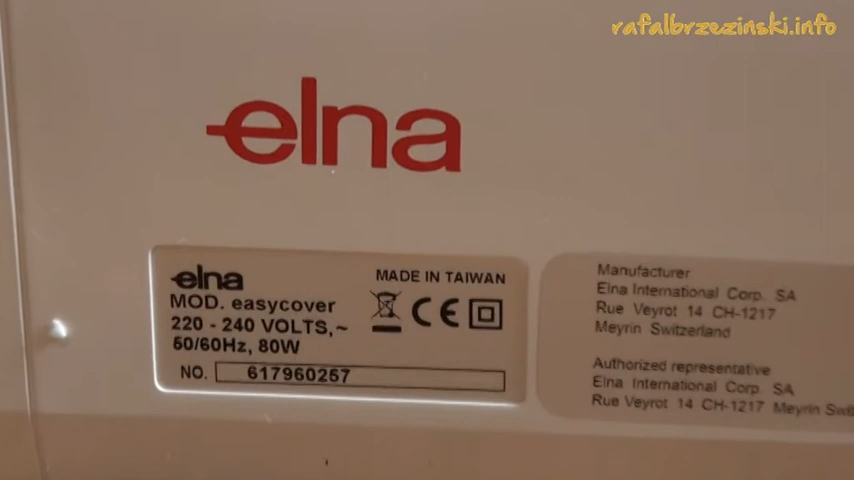 rafalbrzezinski.info
elna
elna
MADE IN TAIWAN
MOD. easycover
220 - 240 VOLTS,~
50/60Hz, 80W
CE
NO. 617960257
Manufacturer
Elna International Corp. SA
Rue Veyrot 14 CH-1217
Meyrin Switzerland
Authorized representative
Elna International Corp. SA
Rue Veyrot 14 CH-1217 Meyrin Swit